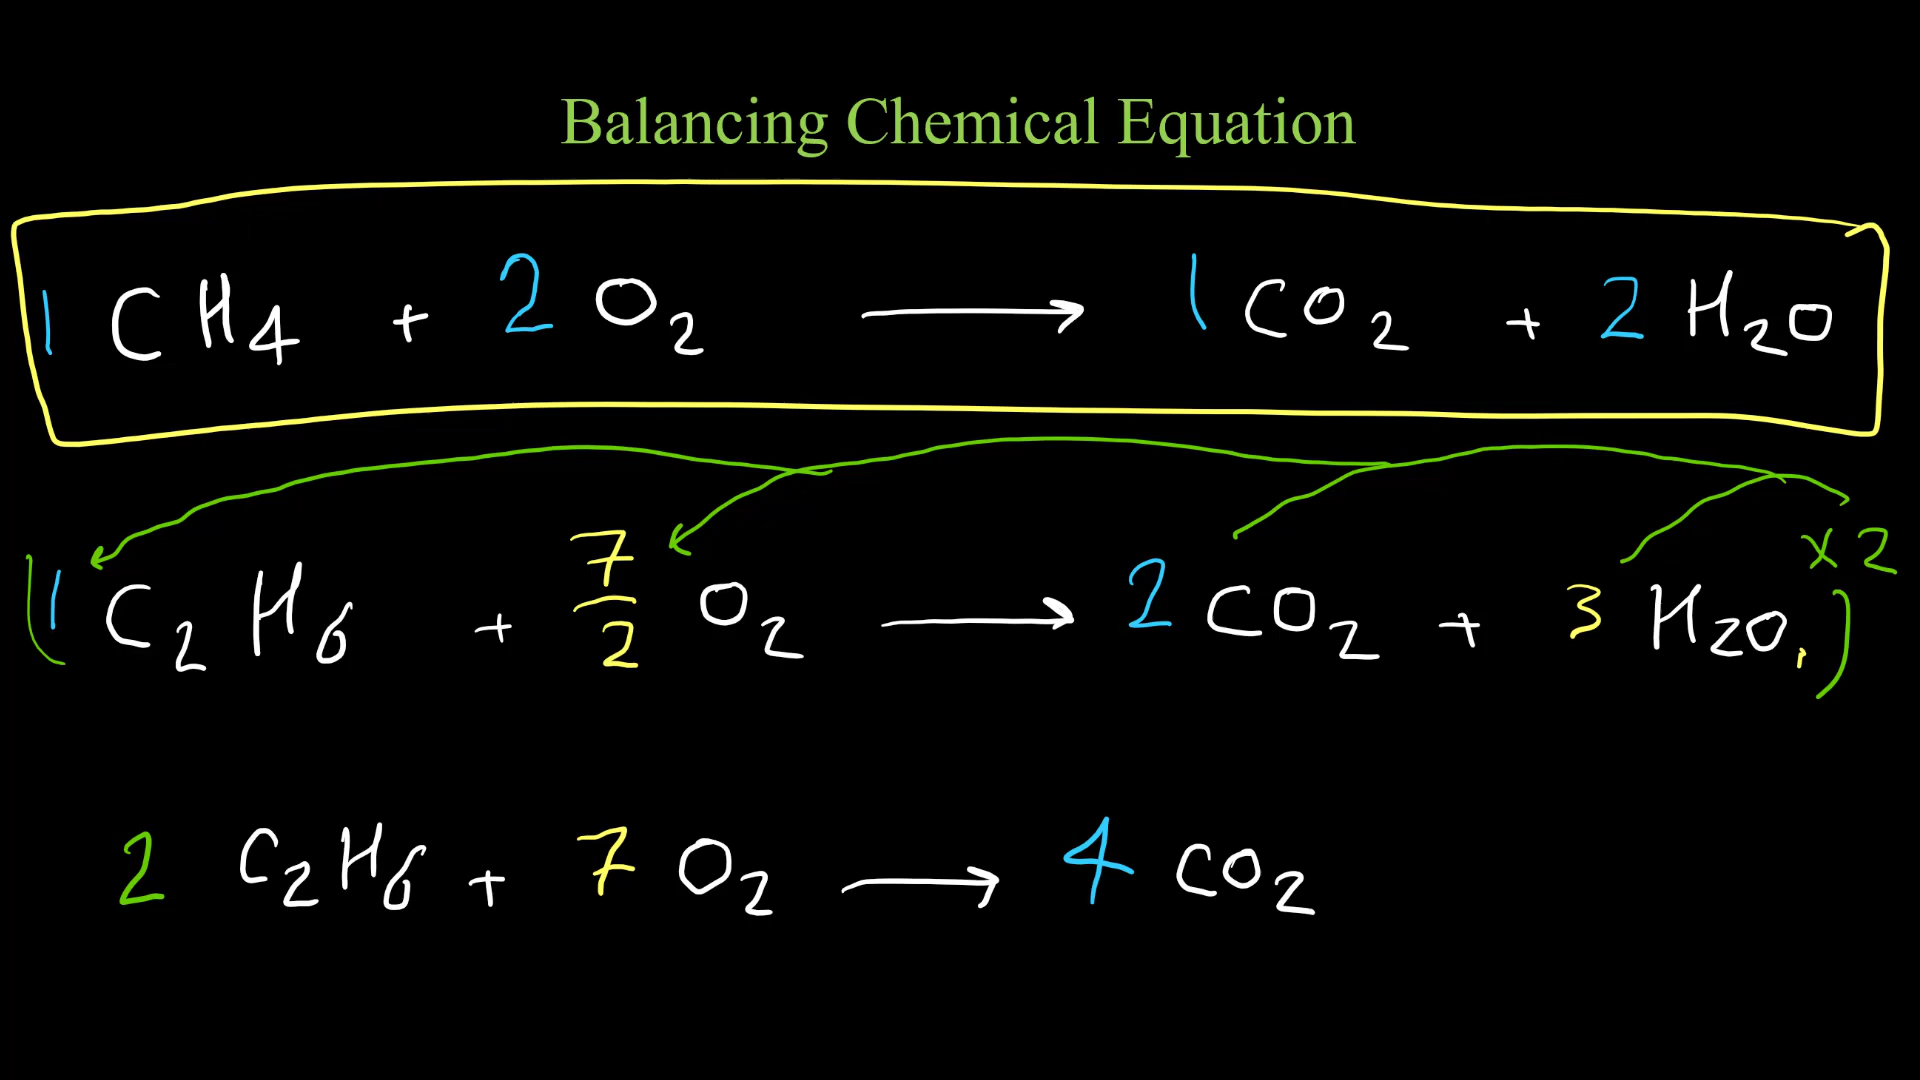 Balancing Chemical Equation
1 CH4 + 2 O2 → 1 CO2 + 2 H2O
(1 C2H6 + 7/2 O2 → 2 CO2 + 3 H2O.) x2
2 C2H6 + 7 O2 → 4 CO2